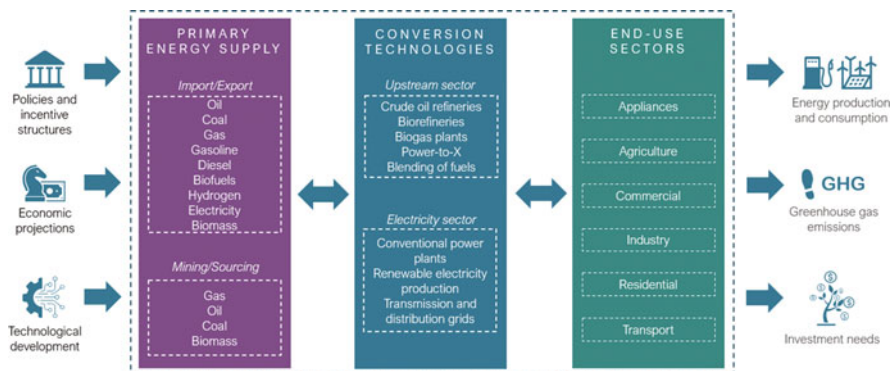 Policies and
incentive
structures
Economic
projections
Technological
development
PRIMARY
ENERGY SUPPLY
Import/Export
Oil
Coal
Gas
Gasoline
Diesel
Biofuels
Hydrogen
Electricity
Biomass
Mining/Sourcing
Gas
Oil
Coal
Biomass
CONVERSION
TECHNOLOGIES
Upstream sector
Crude oil refineries
Biorefineries
Biogas plants
Power-to-X
Blending of fuels
Electricity sector
Conventional power
plants
Renewable electricity
production
Transmission and
distribution grids
END-USE
SECTORS
Appliances
Agriculture
Commercial
Industry
Residential
Transport
Energy production
and consumption
GHG
Greenhouse gas
emissions
Investment needs